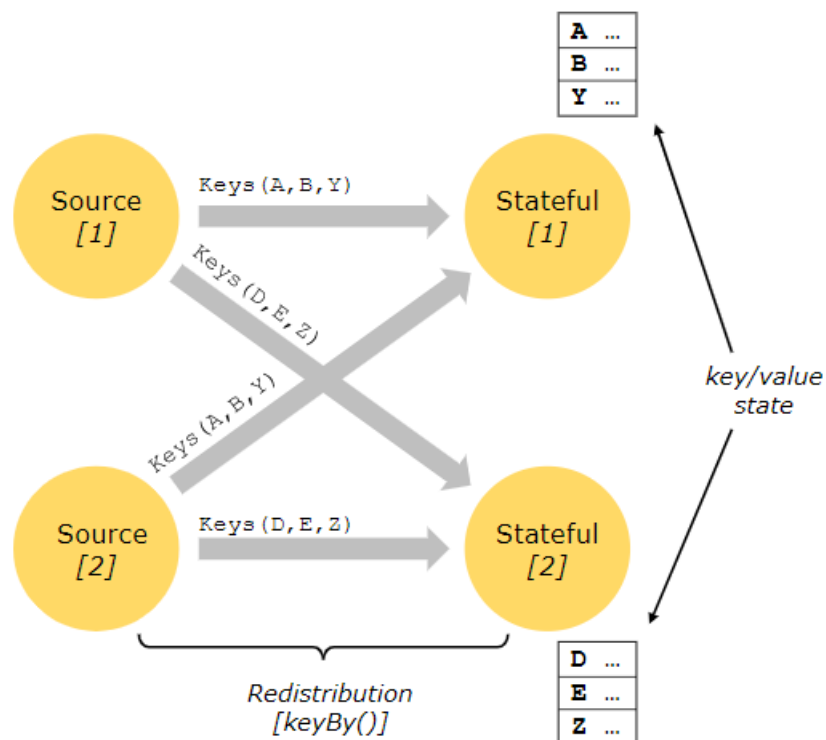 A …
B …
Y …
Source
[1]
Keys(A,B,Y)
Stateful
[1]
Keys(D,E,Z)
key/value
state
Keys(A,B,Y)
Source
[2]
Keys(D,E,Z)
Stateful
[2]
Redistribution
[keyBy()]
D …
E …
Z …